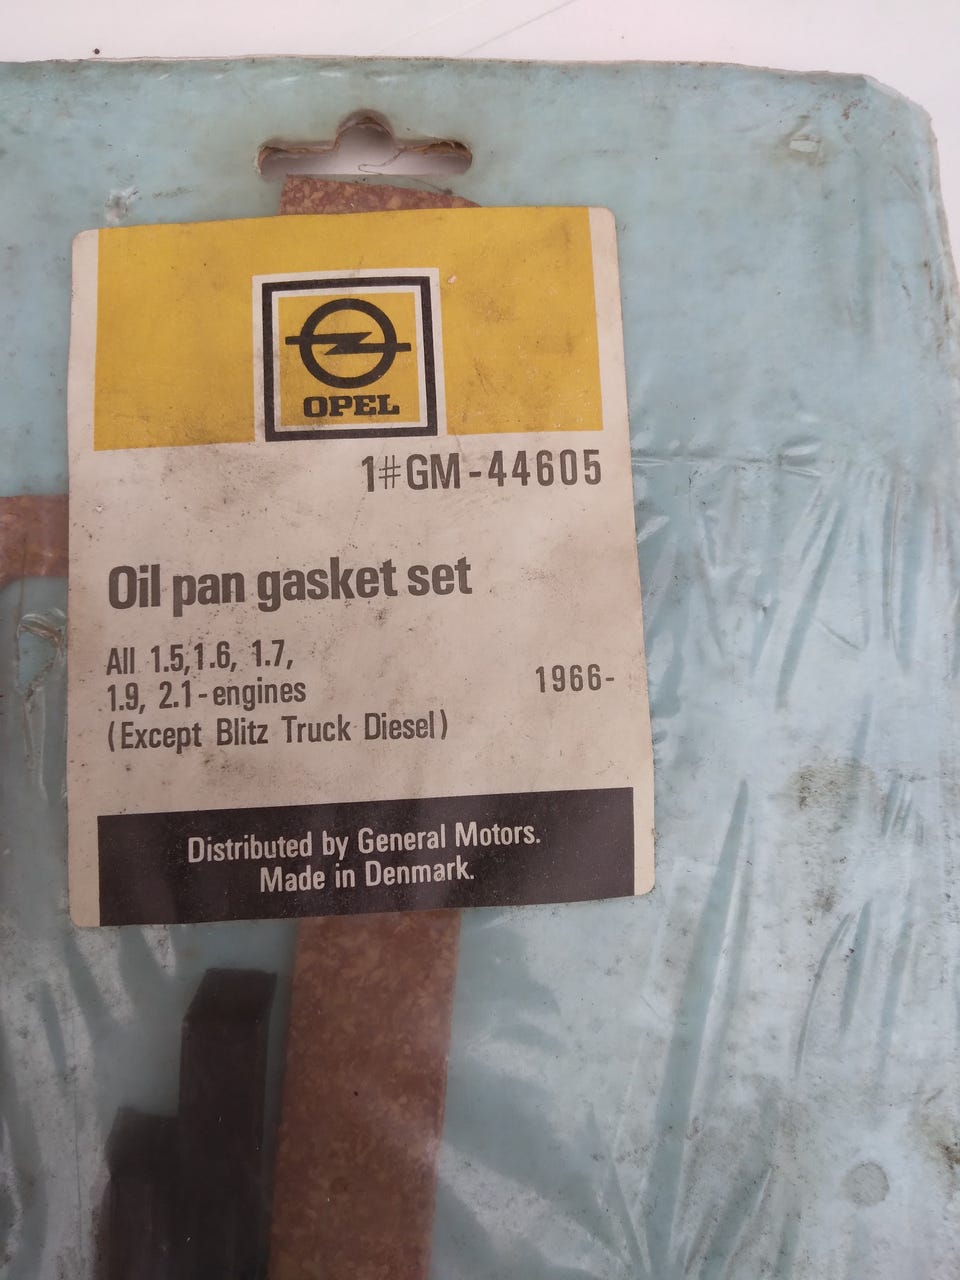 OPEL
1#GM-44605
Oil pan gasket set
All 1.5,1.6, 1.7,
1.9, 2.1-engines 1966-
(Except Blitz Truck Diesel)
Distributed by General Motors.
Made in Denmark.